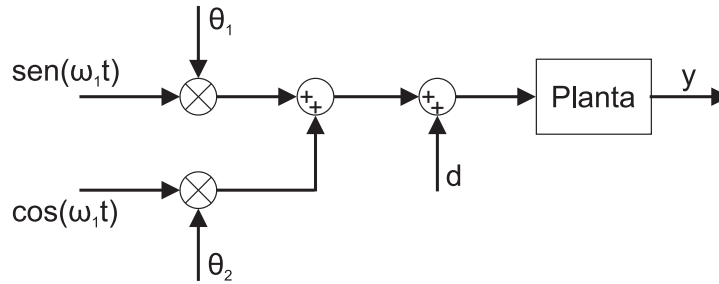 θ₁
sen(ω₁t)
+
+
+
+
Planta
y
d
cos(ω₁t)
θ₂